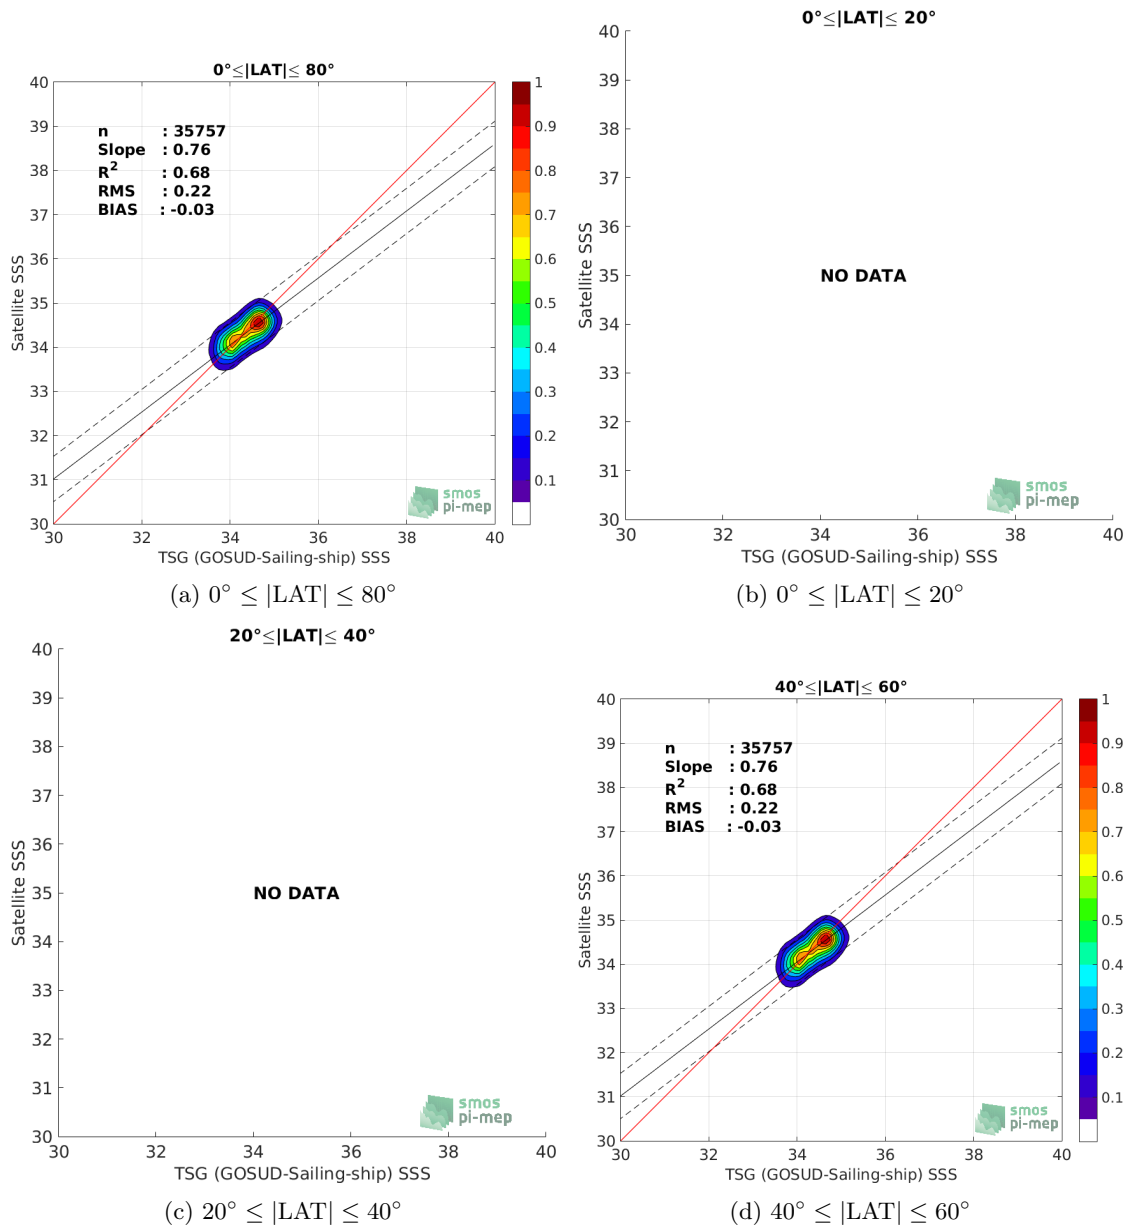 0°≤|LAT|≤ 80°
40
39
38
37
36
35
34
33
32
31
30
Satellite SSS
n : 35757
Slope : 0.76
R² : 0.68
RMS : 0.22
BIAS : -0.03
smos
pi-mep
30 32 34 36 38 40
TSG (GOSUD-Sailing-ship) SSS
1
0.9
0.8
0.7
0.6
0.5
0.4
0.3
0.2
0.1
(a) 0° ≤ |LAT| ≤ 80°
0°≤|LAT|≤ 20°
40
39
38
37
36
35
34
33
32
31
30
Satellite SSS
NO DATA
smos
pi-mep
30 32 34 36 38 40
TSG (GOSUD-Sailing-ship) SSS
(b) 0° ≤ |LAT| ≤ 20°
20°≤|LAT|≤ 40°
40
39
38
37
36
35
34
33
32
31
30
Satellite SSS
NO DATA
smos
pi-mep
30 32 34 36 38 40
TSG (GOSUD-Sailing-ship) SSS
(c) 20° ≤ |LAT| ≤ 40°
40°≤|LAT|≤ 60°
40
39
38
37
36
35
34
33
32
31
30
Satellite SSS
n : 35757
Slope : 0.76
R² : 0.68
RMS : 0.22
BIAS : -0.03
smos
pi-mep
30 32 34 36 38 40
TSG (GOSUD-Sailing-ship) SSS
1
0.9
0.8
0.7
0.6
0.5
0.4
0.3
0.2
0.1
(d) 40° ≤ |LAT| ≤ 60°